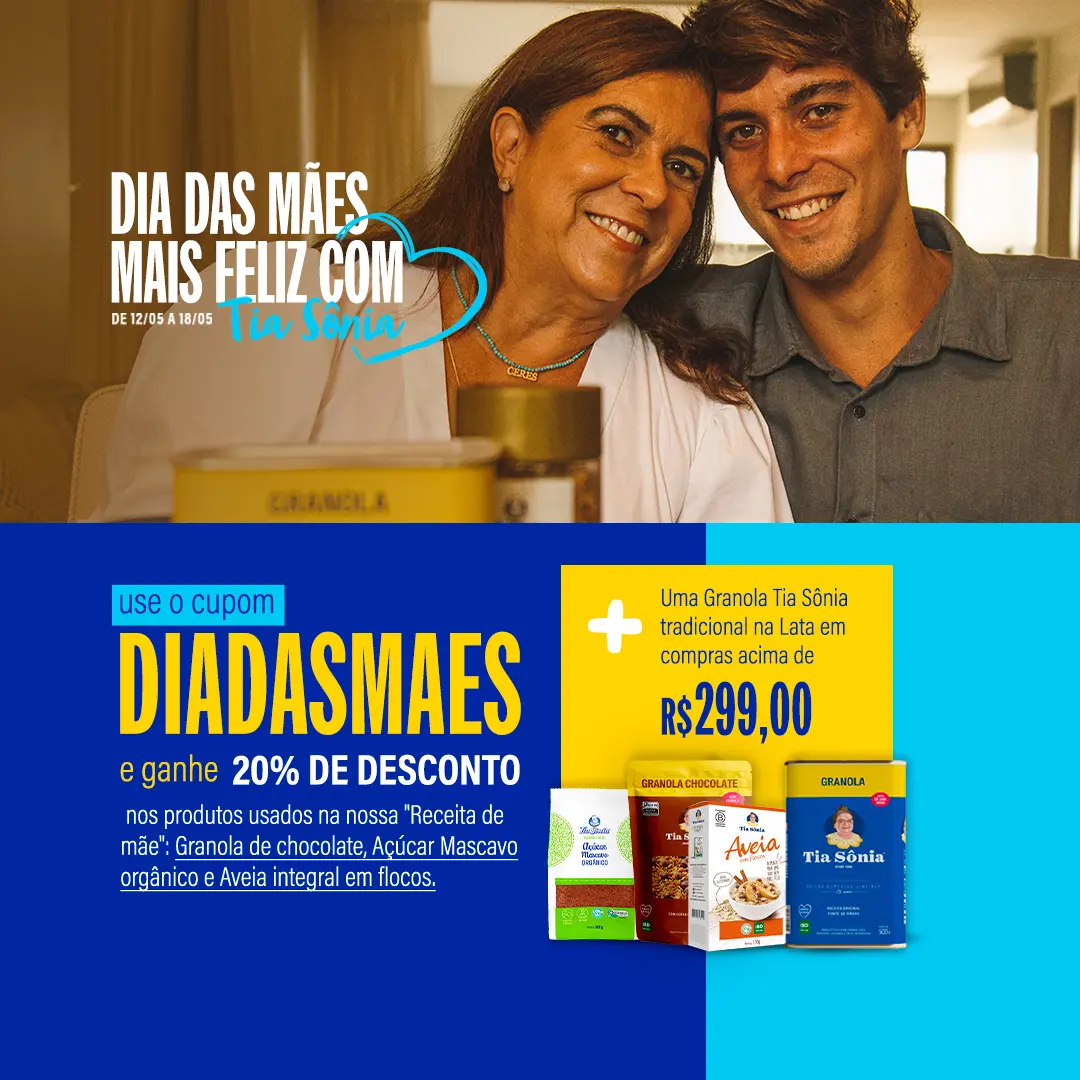 DIA DAS MÃES
MAIS FELIZ COM
DE 12/05 A 18/05
Tia Sônia
CERES
GRANOLA
use o cupom
DIADASMAES
e ganhe 20% DE DESCONTO
nos produtos usados na nossa "Receita de
mãe": Granola de chocolate, Açúcar Mascavo
orgânico e Aveia integral em flocos.
+
Uma Granola Tia Sônia
tradicional na Lata em
compras acima de
R$299,00
Açúcar
Mascavo
ORGÂNICO
GRANOLA CHOCOLATE
Tia S
Tia Sônia
Aveia
em flocos
GRANOLA
Tia Sônia